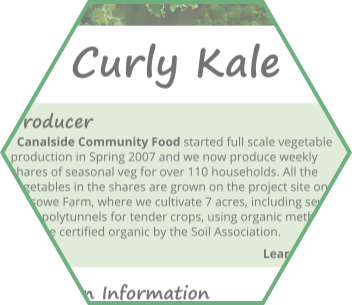 Curly Kale
roducer
Canalside Community Food started full scale vegetable
production in Spring 2007 and we now produce weekly
hares of seasonal veg for over 110 households. All the
getables in the shares are grown on the project site on
sowe Farm, where we cultivate 7 acres, including se
polytunnels for tender crops, using organic meth
e certified organic by the Soil Association.
Lear
n Information